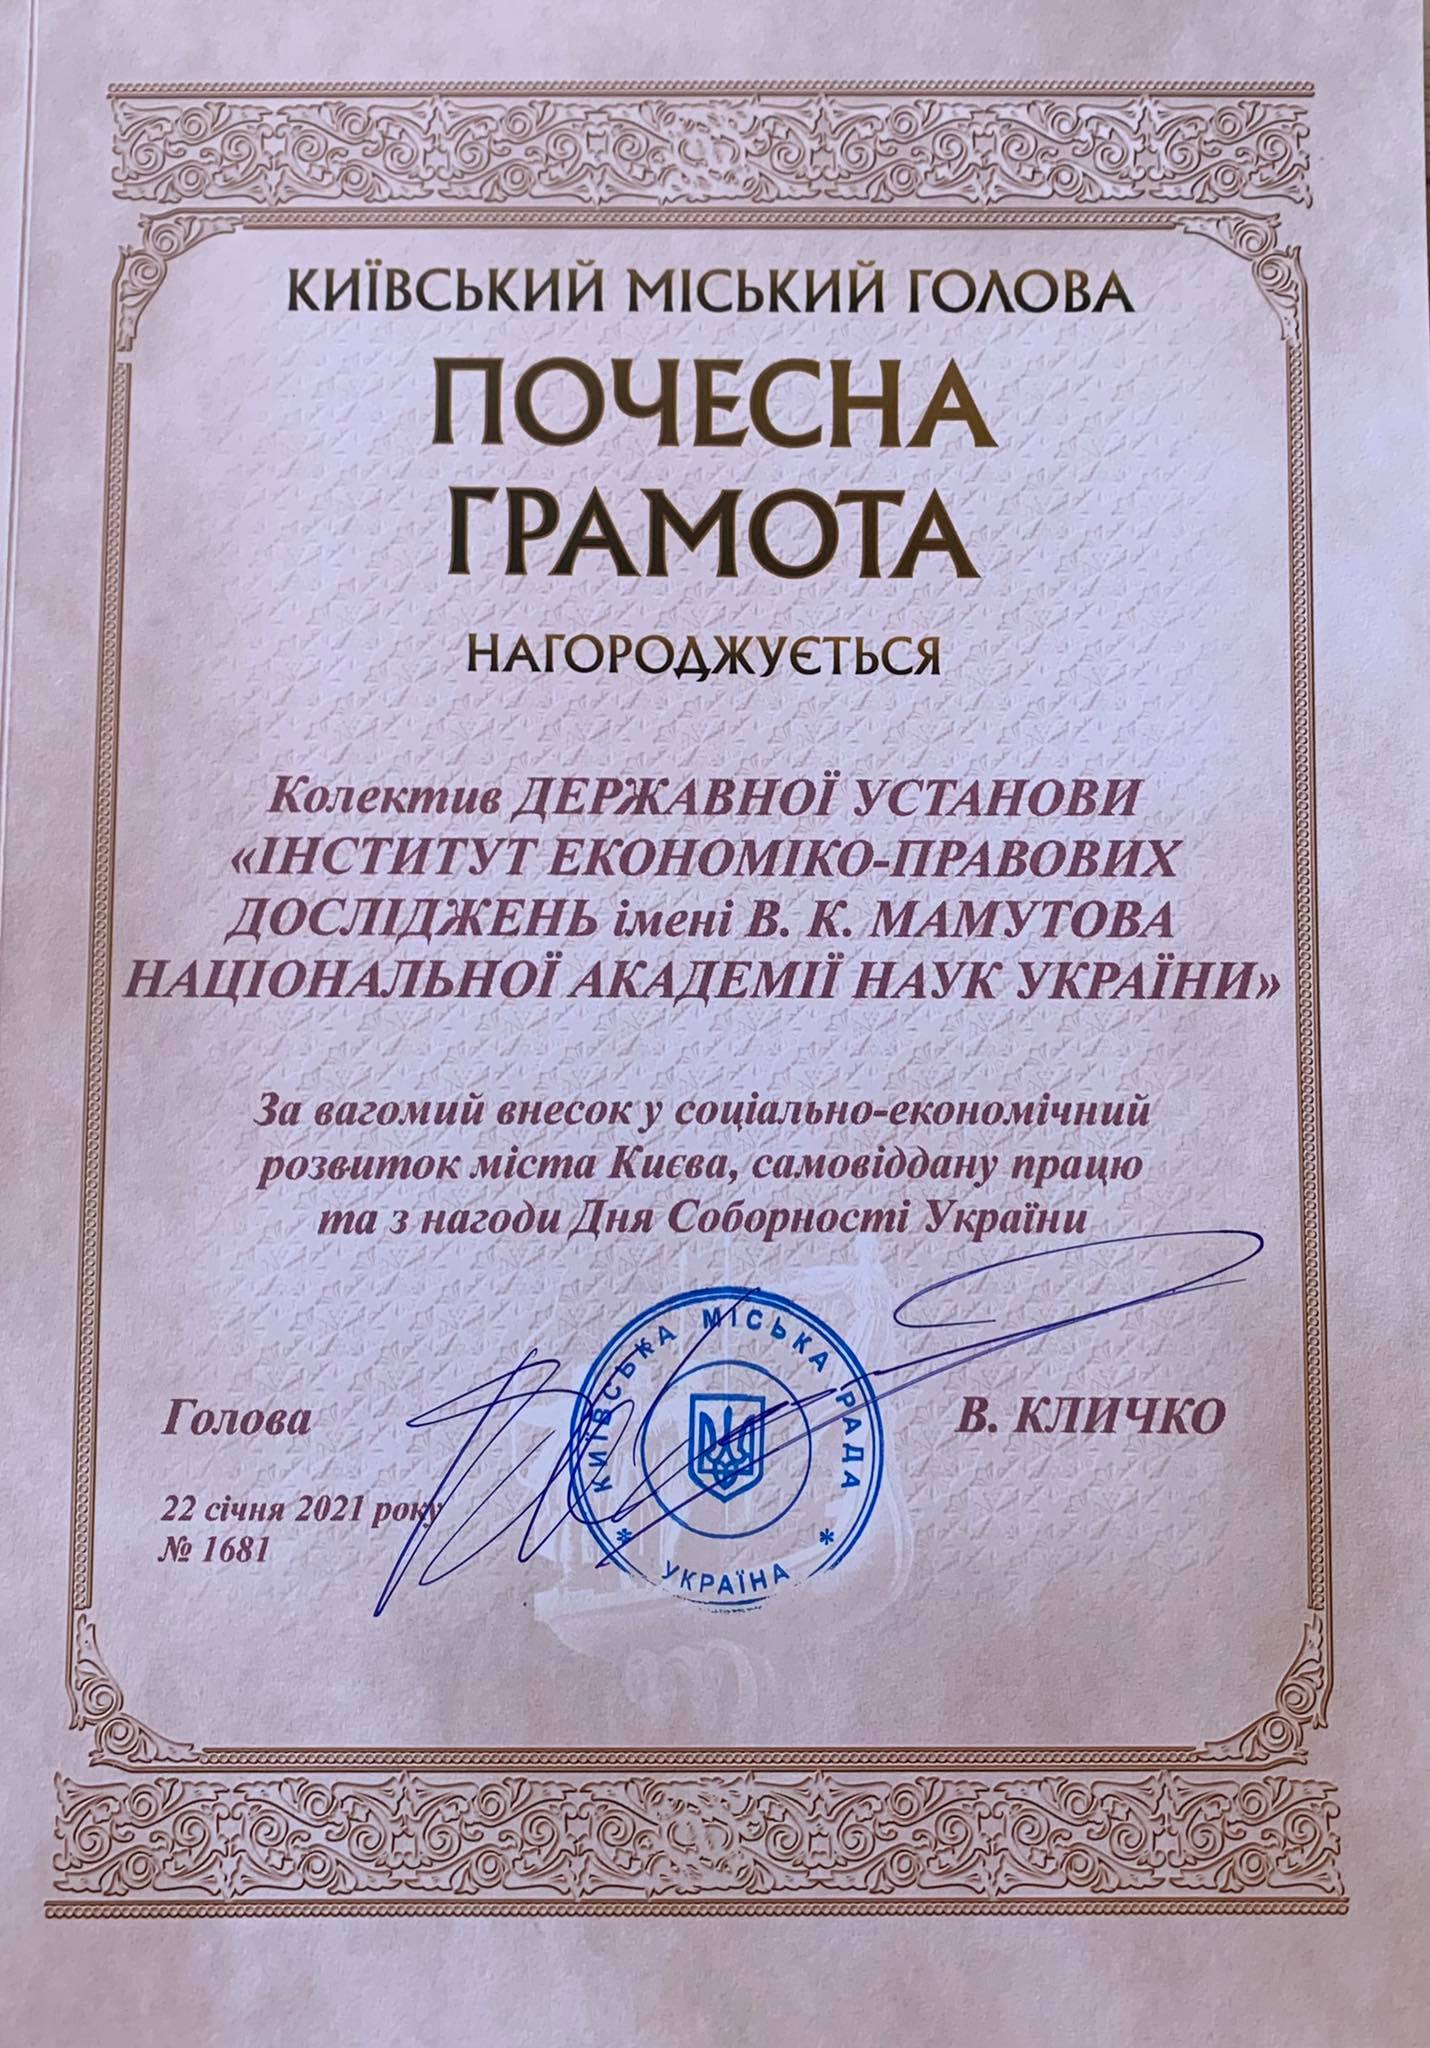 КИЇВСЬКИЙ МІСЬКИЙ ГОЛОВА
ПОЧЕСНА
ГРАМОТА
НАГОРОДЖУЄТЬСЯ
Колектив ДЕРЖАВНОЇ УСТАНОВИ
«ІНСТИТУТ ЕКОНОМІКО-ПРАВОВИХ
ДОСЛІДЖЕНЬ імені В. К. МАМУТОВА
НАЦІОНАЛЬНОЇ АКАДЕМІЇ НАУК УКРАЇНИ»
За вагомий внесок у соціально-економічний
розвиток міста Києва, самовіддану працю
та з нагоди Дня Соборності України
КИЇВСЬКА МІСЬКА РАДА
* УКРАЇНА *
Голова
В. КЛИЧКО
22 січня 2021 року
№ 1681